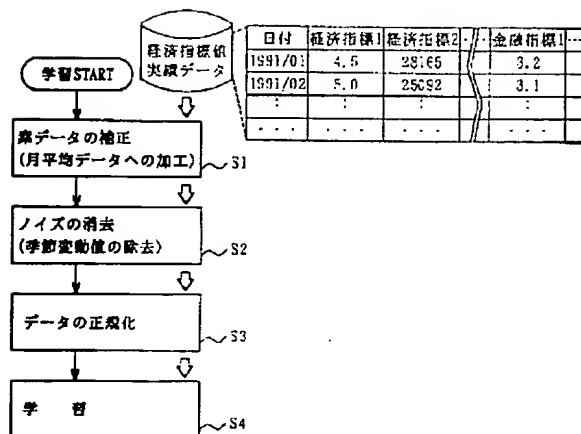 学習START
経済指標値
実績データ
日付 経済指標1 経済指標2 ･･･ 金融指標1 ･･･
1991/01 4.5 28165 3.2
1991/02 5.0 25092 3.1
: : : :
･･･ ･･･ ･･･ ･･･
素データの補正
(月平均データへの加工)
S1
ノイズの消去
(季節変動値の除去)
S2
データの正規化
S3
学 習
S4